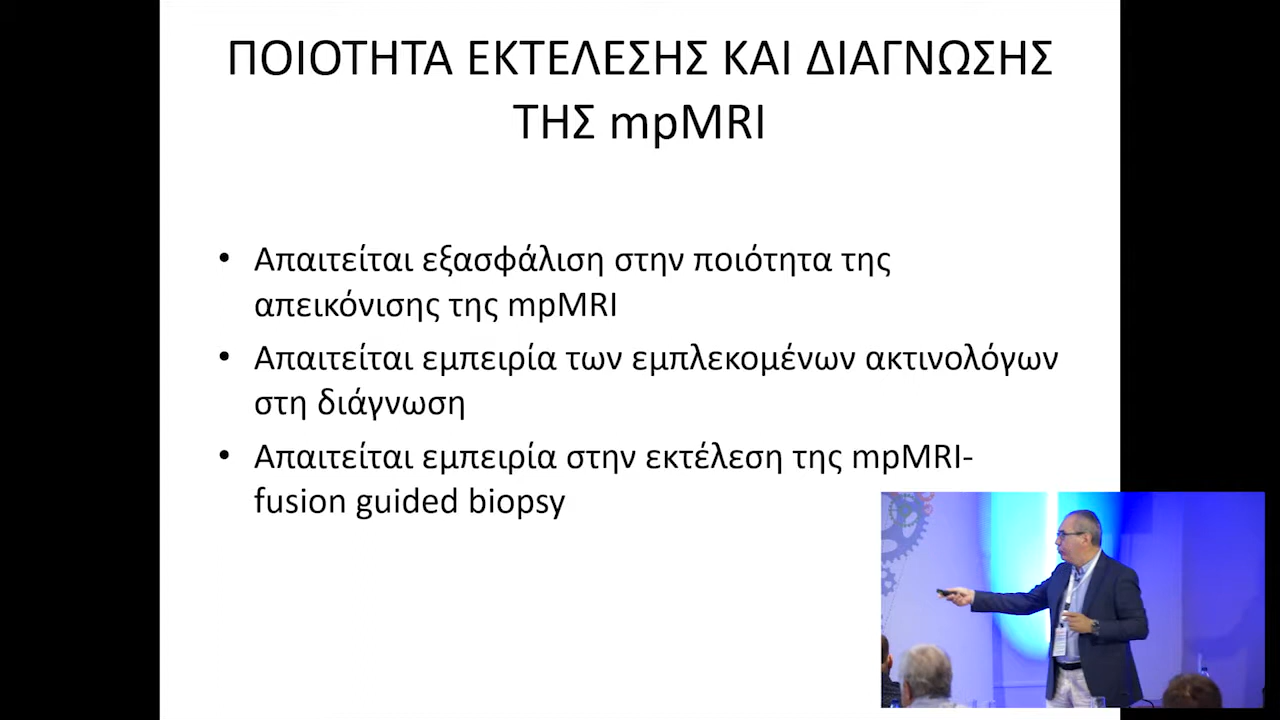 ΠΟΙΟΤΗΤΑ ΕΚΤΕΛΕΣΗΣ ΚΑΙ ΔΙΑΓΝΩΣΗΣ
ΤΗΣ mpMRI
• Απαιτείται εξασφάλιση στην ποιότητα της
απεικόνισης της mpMRI
• Απαιτείται εμπειρία των εμπλεκομένων ακτινολόγων
στη διάγνωση
• Απαιτείται εμπειρία στην εκτέλεση της mpMRI-
fusion guided biopsy